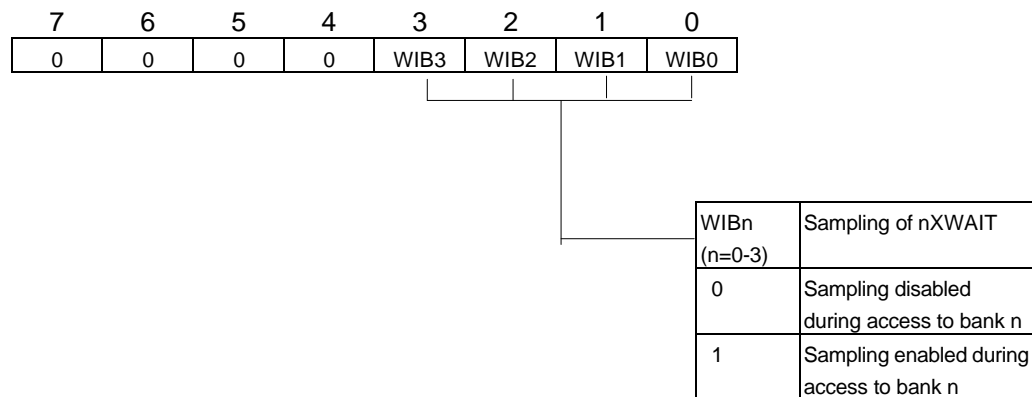 7 6 5 4 3 2 1 0
0 0 0 0 WIB3 WIB2 WIB1 WIB0
WIBn Sampling of nXWAIT
(n=0-3)
0 Sampling disabled
during access to bank n
1 Sampling enabled during
access to bank n